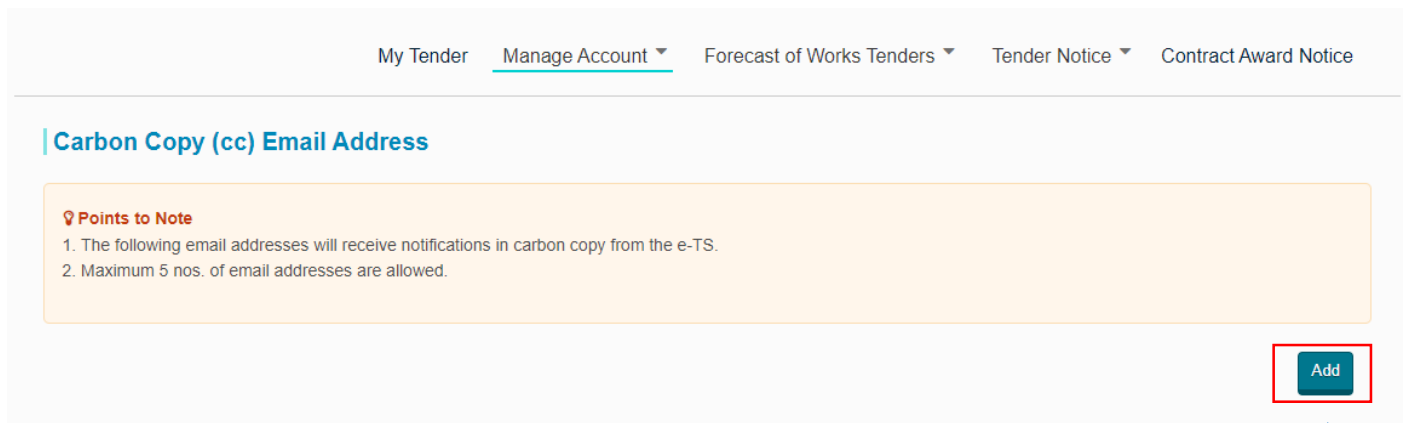 My Tender Manage Account Forecast of Works Tenders Tender Notice Contract Award Notice
Carbon Copy (cc) Email Address
Points to Note
1. The following email addresses will receive notifications in carbon copy from the e-TS.
2. Maximum 5 nos. of email addresses are allowed.
Add